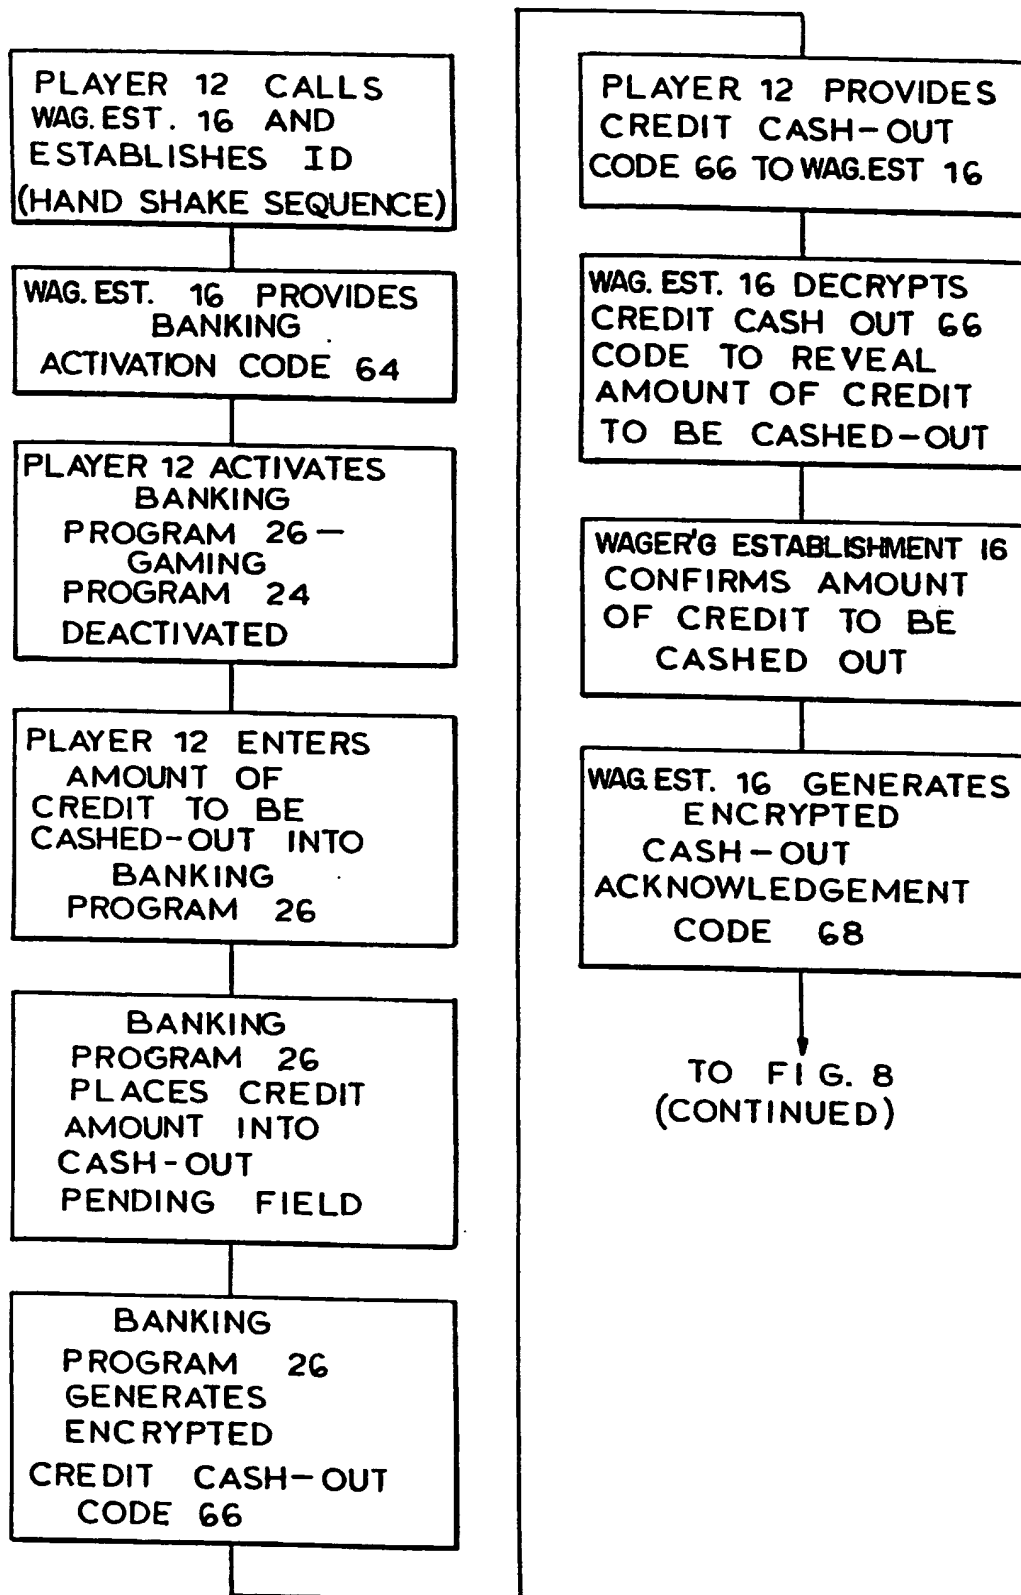 PLAYER 12 CALLS
WAG. EST. 16 AND
ESTABLISHES ID
(HAND SHAKE SEQUENCE)
WAG. EST. 16 PROVIDES
BANKING
ACTIVATION CODE 64
PLAYER 12 ACTIVATES
BANKING
PROGRAM 26—
GAMING
PROGRAM 24
DEACTIVATED
PLAYER 12 ENTERS
AMOUNT OF
CREDIT TO BE
CASHED-OUT INTO
BANKING
PROGRAM 26
BANKING
PROGRAM 26
PLACES CREDIT
AMOUNT INTO
CASH-OUT
PENDING FIELD
BANKING
PROGRAM 26
GENERATES
ENCRYPTED
CREDIT CASH-OUT
CODE 66
PLAYER 12 PROVIDES
CREDIT CASH-OUT
CODE 66 TO WAG.EST 16
WAG. EST. 16 DECRYPTS
CREDIT CASH OUT 66
CODE TO REVEAL
AMOUNT OF CREDIT
TO BE CASHED-OUT
WAGER'G ESTABLISHMENT 16
CONFIRMS AMOUNT
OF CREDIT TO BE
CASHED OUT
WAG.EST. 16 GENERATES
ENCRYPTED
CASH-OUT
ACKNOWLEDGEMENT
CODE 68
TO FIG. 8
(CONTINUED)